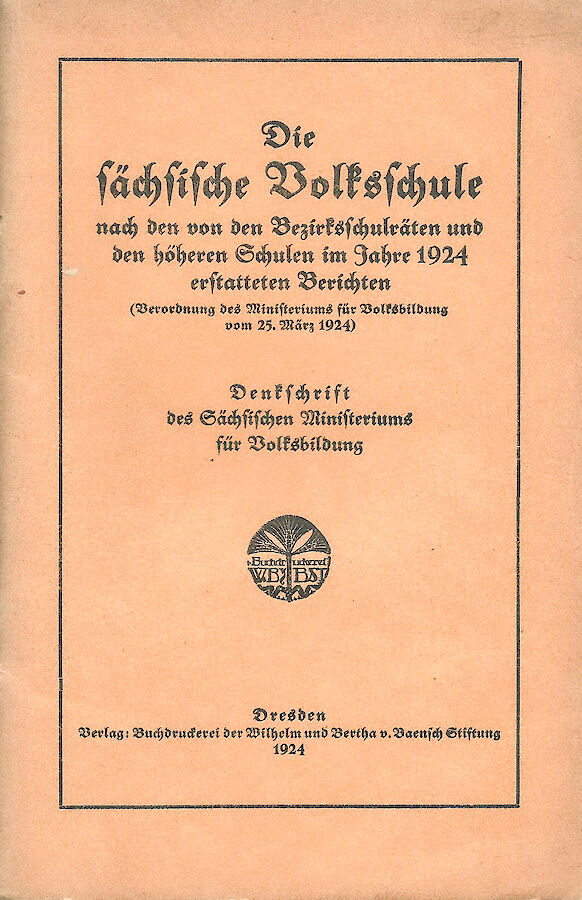 Die
sächsische Volksschule
nach den von den Bezirksschulräten und
den höheren Schulen im Jahre 1924
erstatteten Berichten
(Verordnung des Ministeriums für Volksbildung
vom 25. März 1924)
Denkschrift
des Sächsischen Ministeriums
für Volksbildung
Buchdruckerei
Dresden
Verlag: Buchdruckerei der Wilhelm und Bertha v. Baensch Stiftung
1924